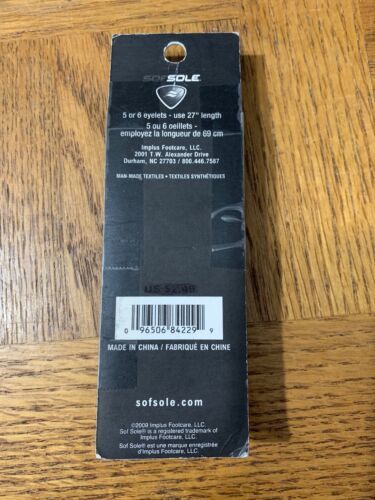 SOFSOLE
5 or 6 eyelets - use 27" length
5 ou 6 oeillets -
employez la longueur de 69 cm
Implus Footcare, LLC.
2001 T.W. Alexander Drive
Durham, NC 27703 / 800.446.7587
MAN-MADE TEXTILES • TEXTILES SYNTHÉTIQUES
US $2.99
0 96506 84229 9
MADE IN CHINA / FABRIQUÉ EN CHINE
sofsole.com
©2009 Implus Footcare, LLC.
Sof Sole® is a registered trademark of
Implus Footcare, LLC.
Sof Sole® est une marque enregistrée
d'Implus Footcare, LLC.